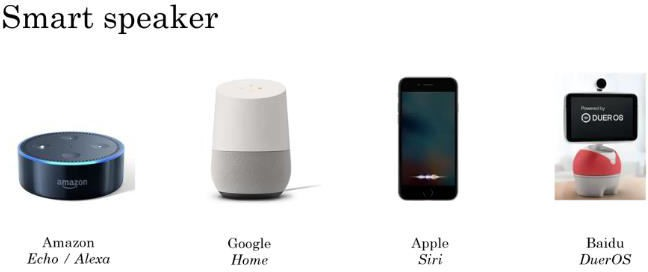 Smart speaker
amazon
Powered by
DUER OS
Amazon
Echo / Alexa
Google
Home
Apple
Siri
Baidu
DuerOS